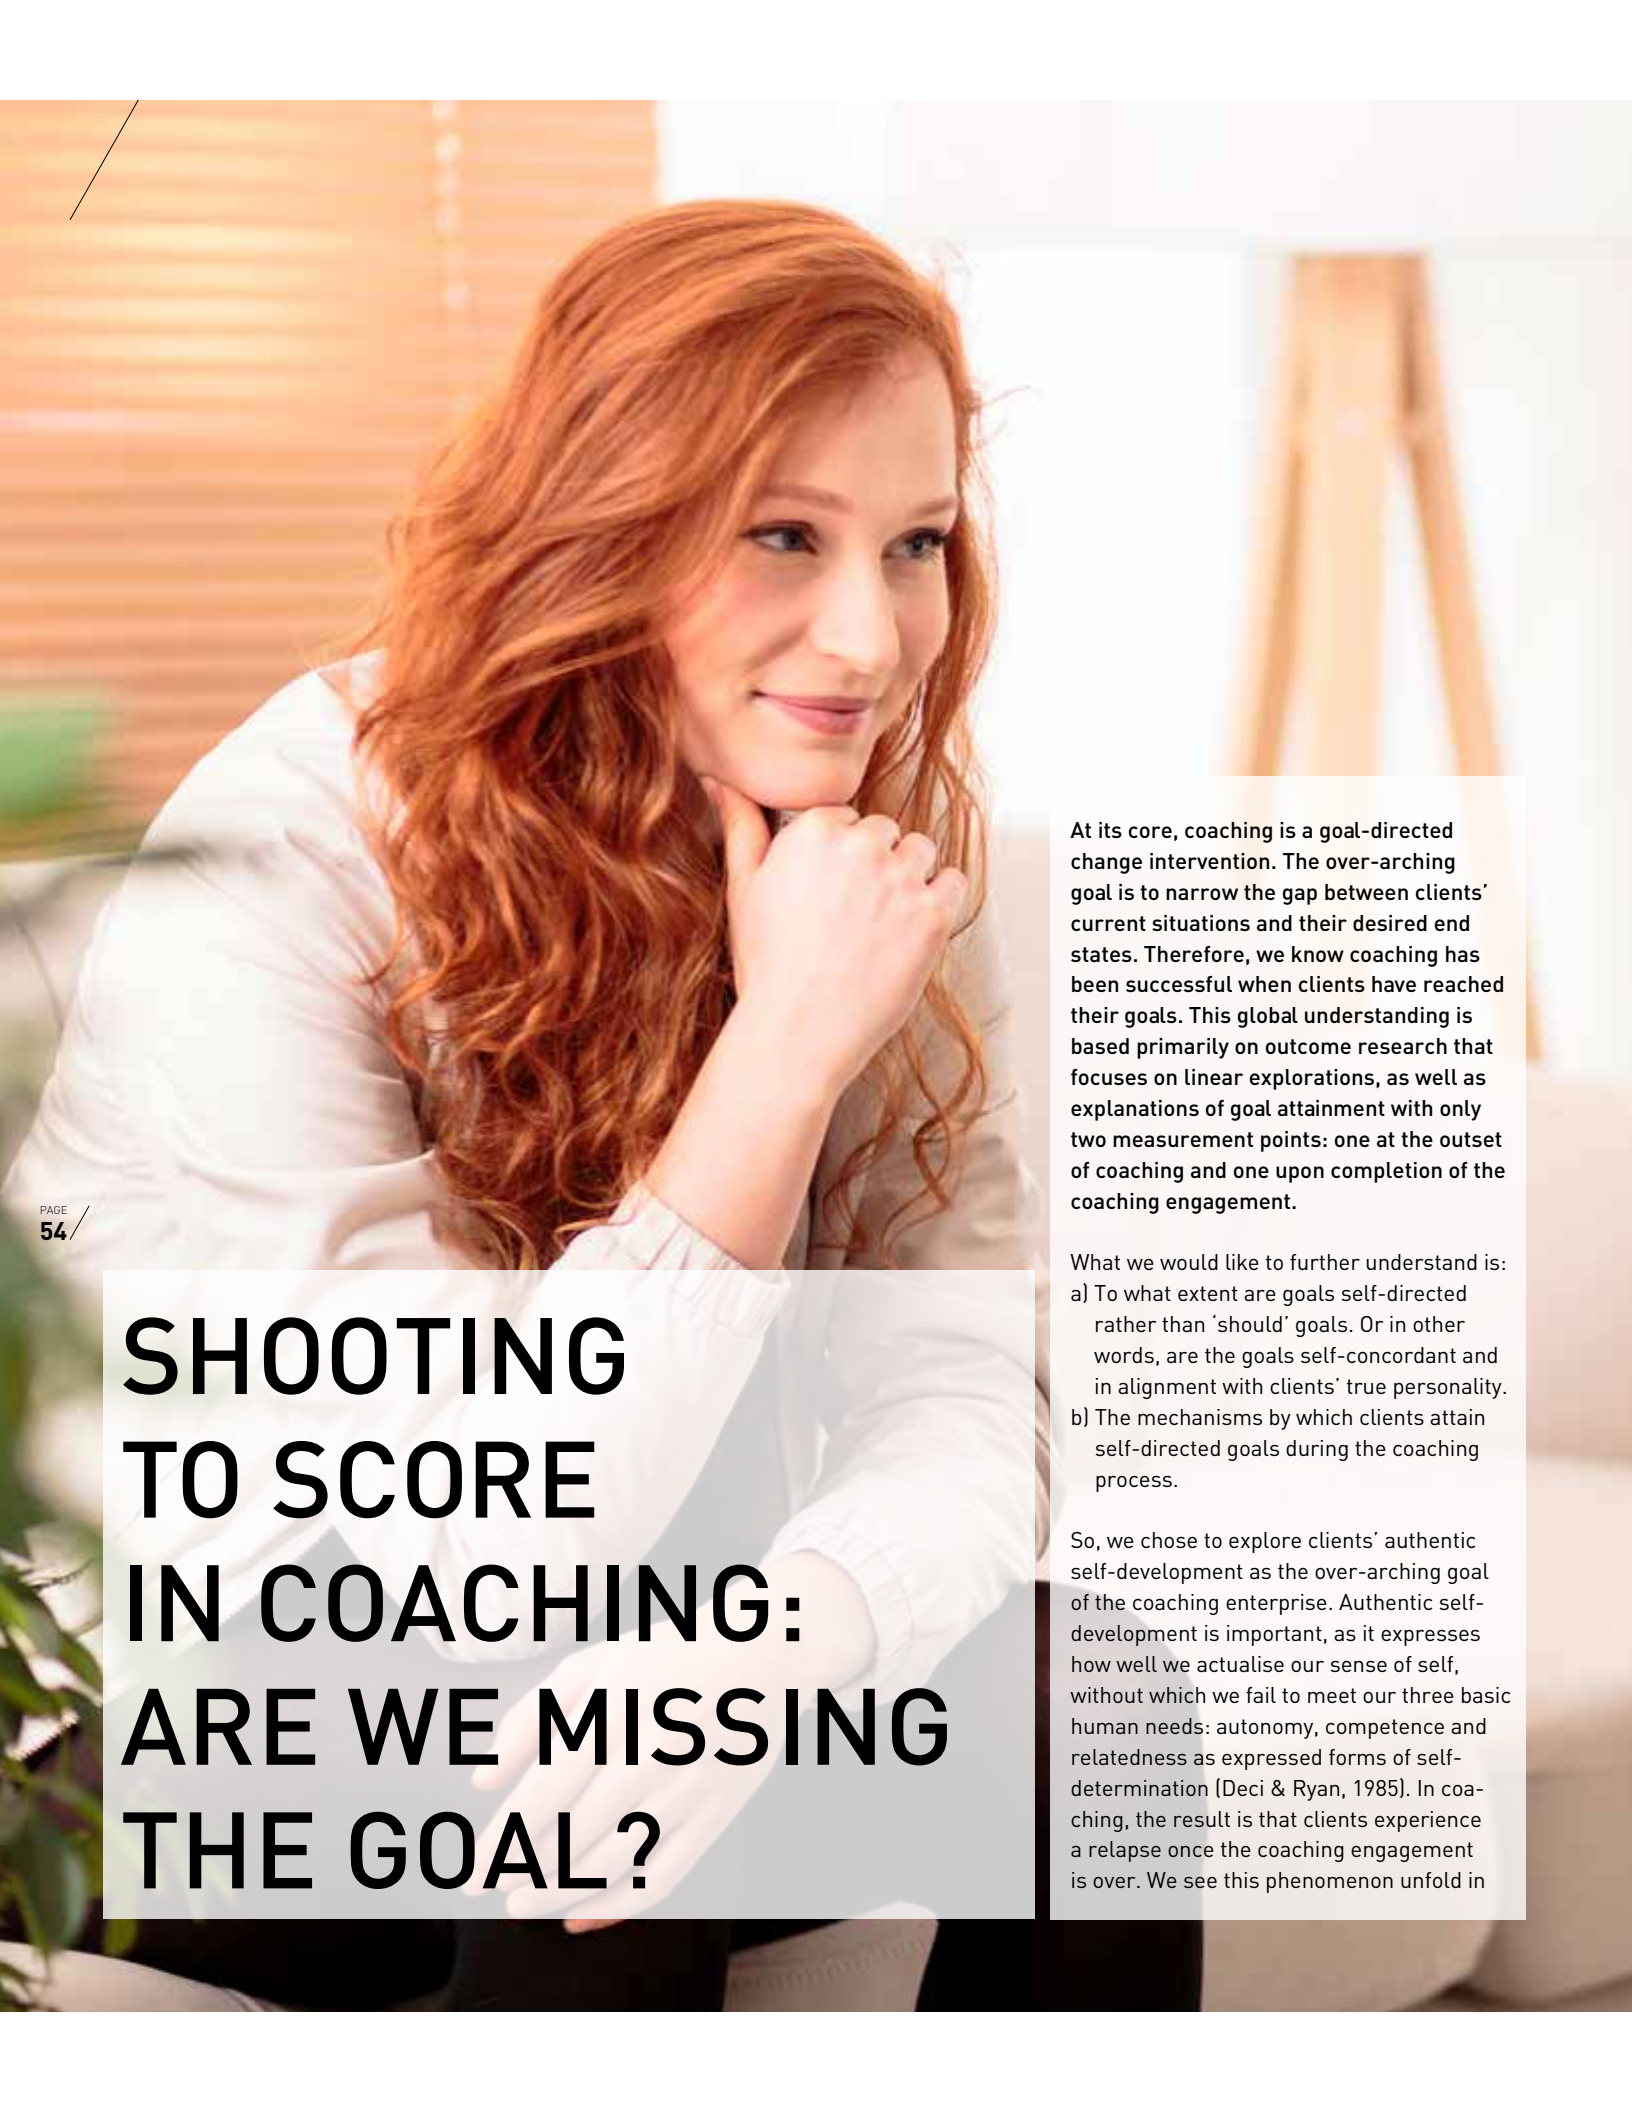 PAGE
54
SHOOTING
TO SCORE
IN COACHING:
ARE WE MISSING
THE GOAL?
At its core, coaching is a goal-directed
change intervention. The over-arching
goal is to narrow the gap between clients’
current situations and their desired end
states. Therefore, we know coaching has
been successful when clients have reached
their goals. This global understanding is
based primarily on outcome research that
focuses on linear explorations, as well as
explanations of goal attainment with only
two measurement points: one at the outset
of coaching and one upon completion of the
coaching engagement.
What we would like to further understand is:
a) To what extent are goals self-directed
rather than ‘should’ goals. Or in other
words, are the goals self-concordant and
in alignment with clients’ true personality.
b) The mechanisms by which clients attain
self-directed goals during the coaching
process.
So, we chose to explore clients’ authentic
self-development as the over-arching goal
of the coaching enterprise. Authentic self-
development is important, as it expresses
how well we actualise our sense of self,
without which we fail to meet our three basic
human needs: autonomy, competence and
relatedness as expressed forms of self-
determination (Deci & Ryan, 1985). In coa-
ching, the result is that clients experience
a relapse once the coaching engagement
is over. We see this phenomenon unfold in